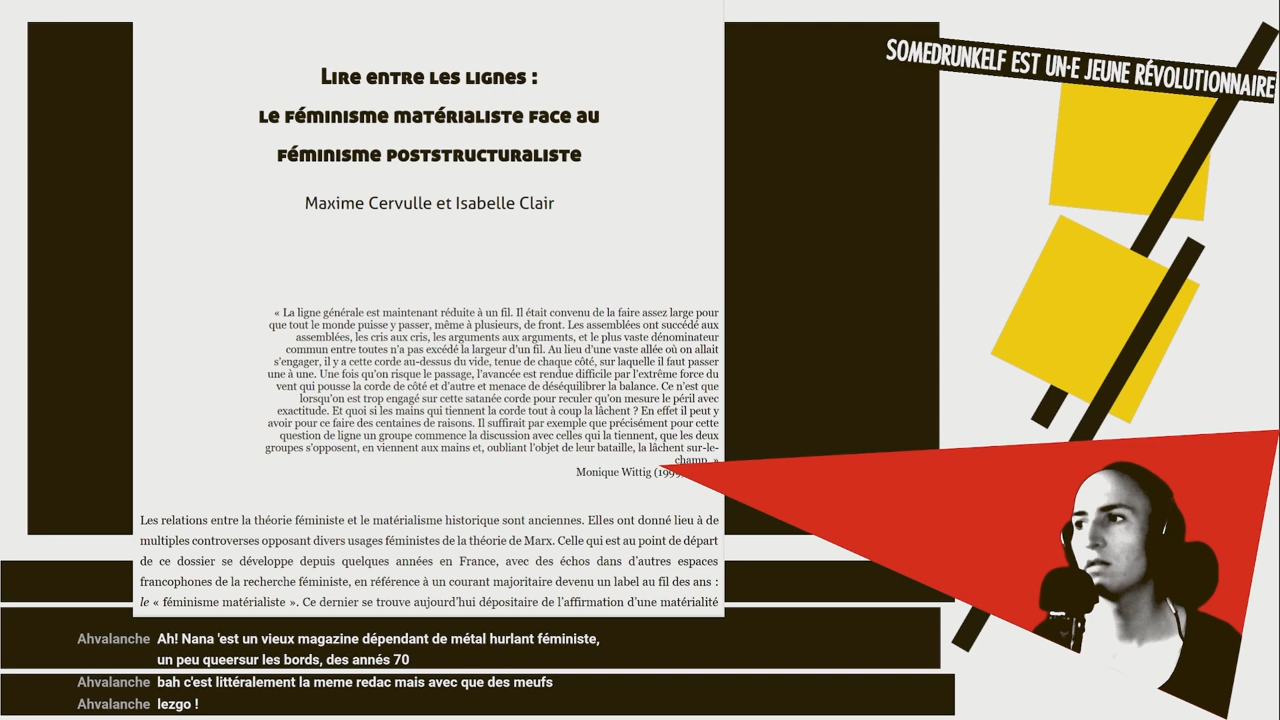 SOMEDRUNKELF EST UN·E JEUNE RÉVOLUTIONNAIRE
Lire entre les lignes :
le féminisme matérialiste face au
féminisme poststructuraliste
Maxime Cervulle et Isabelle Clair
« La ligne générale est maintenant réduite à un fil. Il était convenu de la faire assez large pour
que tout le monde puisse y passer, même à plusieurs, de front. Les assemblées ont succédé aux
assemblées, les cris aux cris, les arguments aux arguments, et le plus vaste dénominateur
commun entre toutes n'a pas excédé la largeur d'un fil. Au lieu d'une vaste allée où on allait
s'engager, il y a cette corde au-dessus du vide, tenue de chaque côté, sur laquelle il faut passer
une à une. Une fois qu'on risque le passage, l'avancée est rendue difficile par l'extrême force du
vent qui pousse la corde de côté et d'autre et menace de déséquilibrer la balance. Ce n'est que
lorsqu'on est trop engagé sur cette satanée corde pour reculer qu'on mesure le péril avec
exactitude. Et quoi si les mains qui tiennent la corde tout à coup la lâchent ? En effet il peut y
avoir pour ce faire des centaines de raisons. Il suffirait par exemple que précisément pour cette
question de ligne un groupe commence la discussion avec celles qui la tiennent, que les deux
groupes s'opposent, en viennent aux mains et, oubliant l'objet de leur bataille, la lâchent sur-le-
champ. »
Monique Wittig
Les relations entre la théorie féministe et le matérialisme historique sont anciennes. Elles ont donné lieu à de
multiples controverses opposant divers usages féministes de la théorie de Marx. Celle qui est au point de départ
de ce dossier se développe depuis quelques années en France, avec des échos dans d'autres espaces
francophones de la recherche féministe, en référence à un courant majoritaire devenu un label au fil des ans :
le « féminisme matérialiste ». Ce dernier se trouve aujourd'hui dépositaire de l'affirmation d'une matérialité
Ahvalanche Ah! Nana 'est un vieux magazine dépendant de métal hurlant féministe,
un peu queersur les bords, des annés 70
Ahvalanche bah c'est littéralement la meme redac mais avec que des meufs
Ahvalanche lezgo !